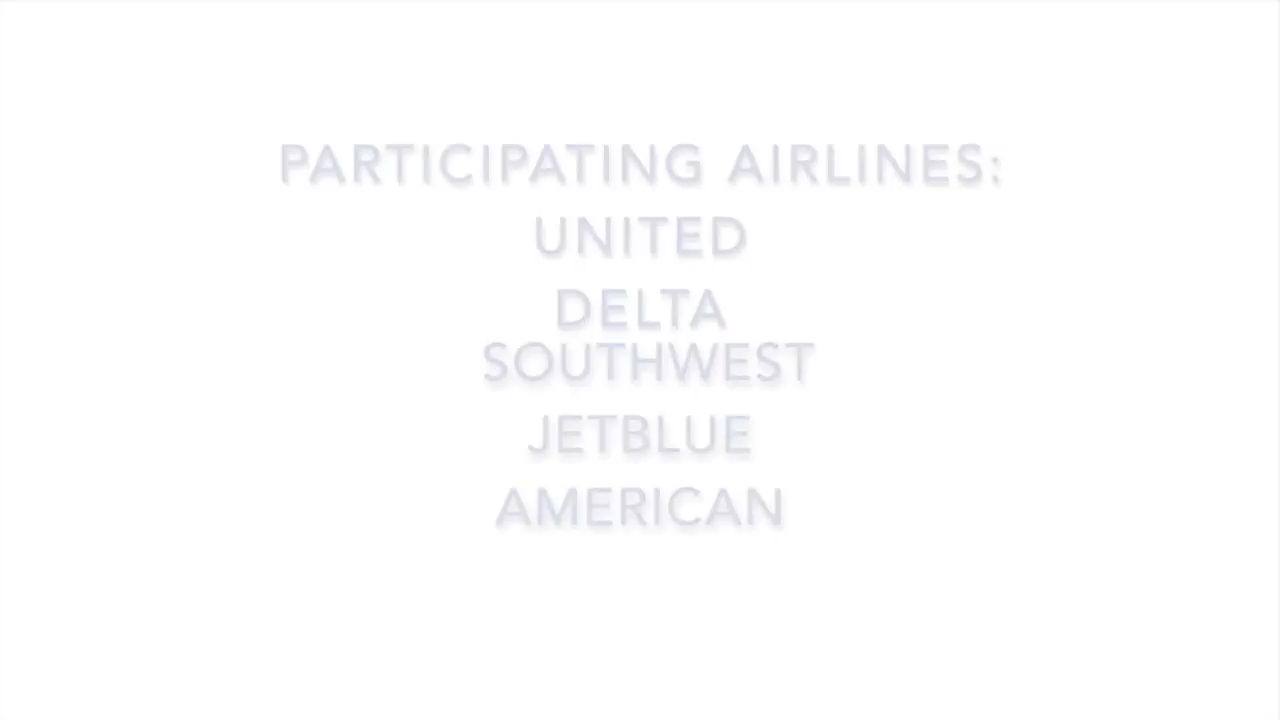 PARTICIPATING AIRLINES:
UNITED
DELTA
SOUTHWEST
JETBLUE
AMERICAN